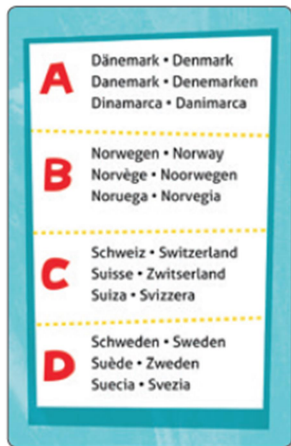 A
Dänemark • Denmark
Danemark • Denemarken
Dinamarca • Danimarca
B
Norwegen • Norway
Norvège • Noorwegen
Noruega • Norvegia
C
Schweiz • Switzerland
Suisse • Zwitserland
Suiza • Svizzera
D
Schweden • Sweden
Suède • Zweden
Suecia • Svezia